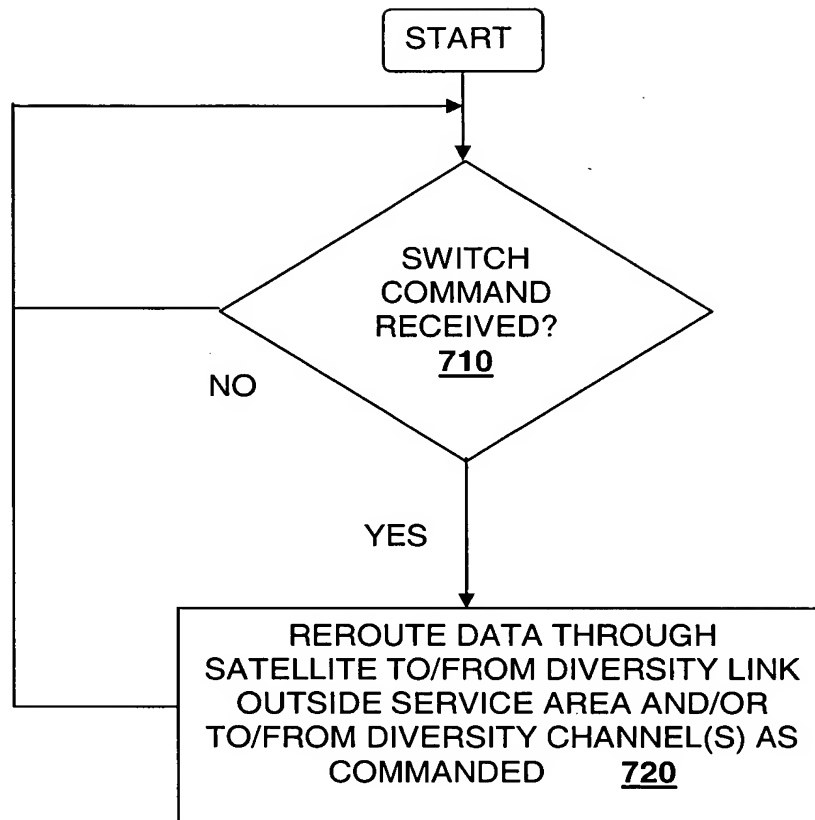 START
SWITCH
COMMAND
RECEIVED?
710
NO
YES
REROUTE DATA THROUGH
SATELLITE TO/FROM DIVERSITY LINK
OUTSIDE SERVICE AREA AND/OR
TO/FROM DIVERSITY CHANNEL(S) AS
COMMANDED 720